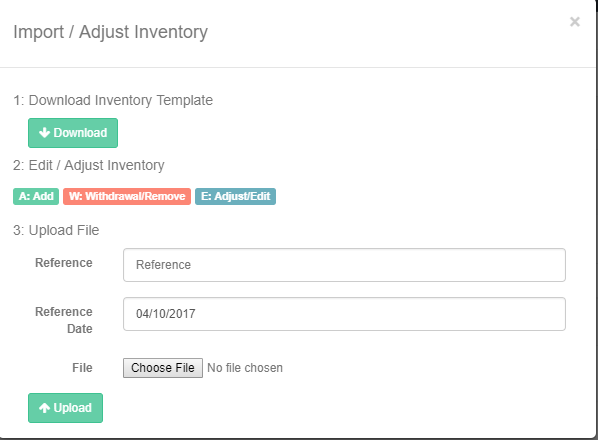 Import / Adjust Inventory
×
1: Download Inventory Template
Download
2: Edit / Adjust Inventory
A: Add W: Withdrawal/Remove E: Adjust/Edit
3: Upload File
Reference Reference
Reference Date 04/10/2017
File Choose File No file chosen
Upload